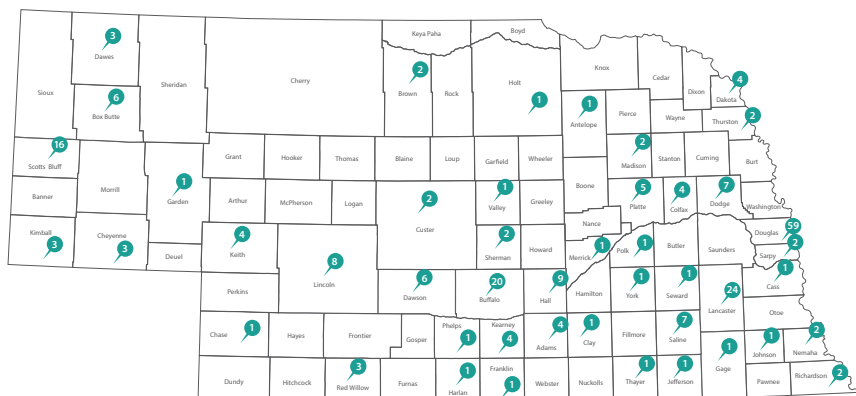 Keya Paha
Boyd
3
Dawes
Sioux
Sheridan
Cherry
2
Brown
Rock
Holt
1
Knox
Cedar
Dixon
4
Dakota
6
Box Butte
1
Antelope
Pierce
Wayne
2
Thurston
16
Scotts Bluff
Morrill
1
Garden
Grant
Hooker
Thomas
Blaine
Loup
Garfield
Wheeler
2
Madison
Stanton
Cuming
Burt
Banner
Arthur
McPherson
Logan
2
Custer
1
Valley
Greeley
Boone
5
Platte
4
Colfax
7
Dodge
Washington
Kimball
3
Cheyenne
3
Deuel
4
Keith
8
Lincoln
2
Sherman
Howard
Nance
Merrick
1
Polk
1
Butler
Saunders
59
Douglas
2
Sarpy
1
Cass
Perkins
6
Dawson
20
Buffalo
9
Hall
Hamilton
1
York
1
Seward
24
Lancaster
Otoe
Chase
1
Hayes
Frontier
Gosper
Phelps
1
Kearney
4
4
Adams
1
Clay
Fillmore
7
Saline
1
Gage
1
Johnson
2
Nemaha
Dundy
Hitchcock
3
Red Willow
Furnas
1
Harlan
Franklin
1
Webster
Nuckolls
1
Thayer
1
Jefferson
Pawnee
Richardson
2